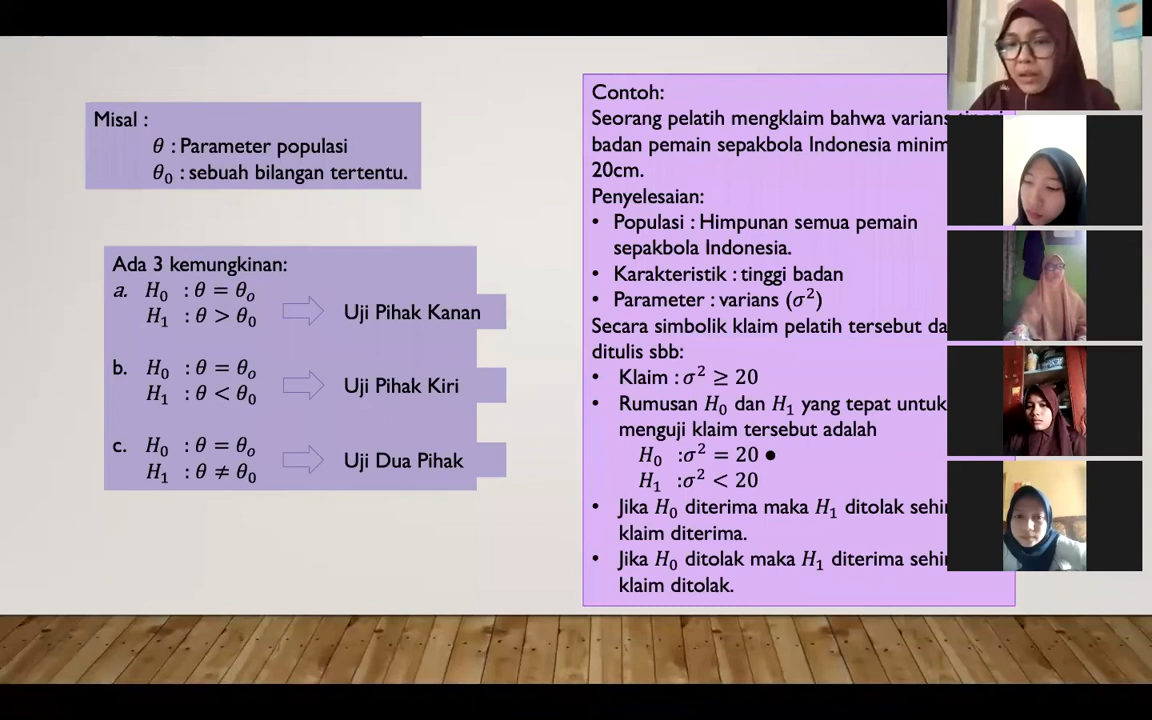 Misal :
θ : Parameter populasi
θ₀ : sebuah bilangan tertentu.
Ada 3 kemungkinan:
a. H₀ : θ = θₒ
H₁ : θ > θ₀
Uji Pihak Kanan
b. H₀ : θ = θₒ
H₁ : θ < θ₀
Uji Pihak Kiri
c. H₀ : θ = θₒ
H₁ : θ ≠ θ₀
Uji Dua Pihak
Contoh:
Seorang pelatih mengklaim bahwa varians
badan pemain sepakbola Indonesia minim
20cm.
Penyelesaian:
• Populasi : Himpunan semua pemain
sepakbola Indonesia.
• Karakteristik : tinggi badan
• Parameter : varians (σ²)
Secara simbolik klaim pelatih tersebut da
ditulis sbb:
• Klaim : σ² ≥ 20
• Rumusan H₀ dan H₁ yang tepat untuk
menguji klaim tersebut adalah
H₀ :σ² = 20
H₁ :σ² < 20
• Jika H₀ diterima maka H₁ ditolak sehi
klaim diterima.
• Jika H₀ ditolak maka H₁ diterima sehi
klaim ditolak.